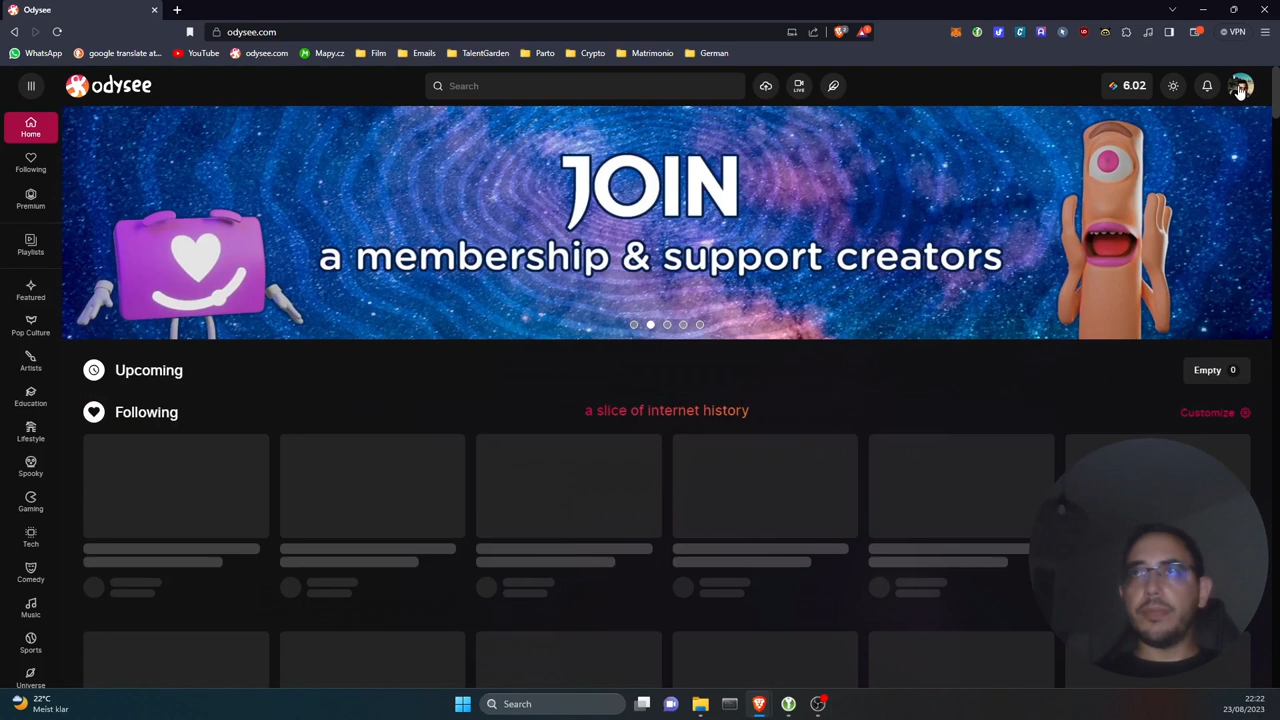 Odysee
odysee.com
VPN
WhatsApp
google translate at...
YouTube
odysee.com
Mapy.cz
Film
Emails
TalentGarden
Parto
Crypto
Matrimonio
German
odysee
Search
LIVE
6.02
Home
Following
Premium
Playlists
Featured
Pop Culture
Artists
Education
Lifestyle
Spooky
Gaming
Tech
Comedy
Music
Sports
Universe
JOIN
a membership & support creators
Upcoming
Empty 0
Following
a slice of internet history
Customize
22°C
Meist klar
Search
22:22
23/08/2023